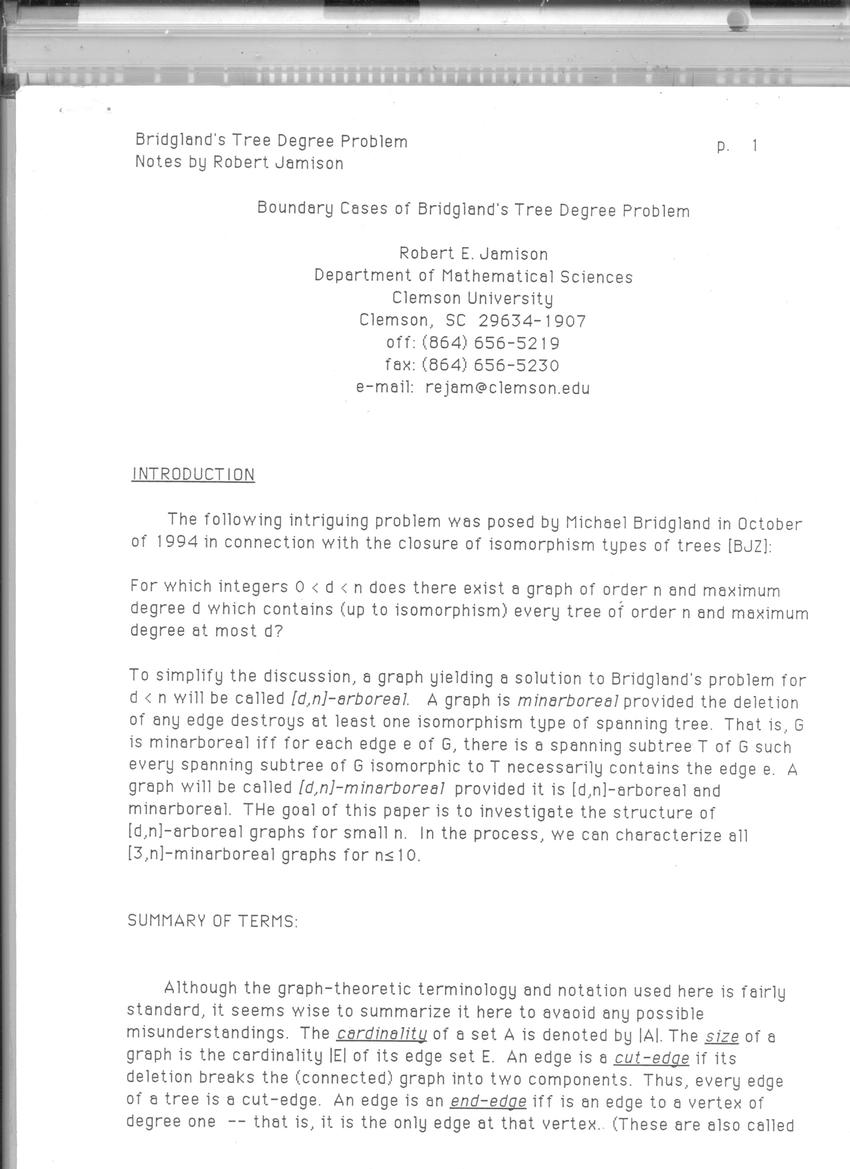 Bridgland's Tree Degree Problem p. 1
Notes by Robert Jamison
Boundary Cases of Bridgland's Tree Degree Problem
Robert E. Jamison
Department of Mathematical Sciences
Clemson University
Clemson, SC 29634-1907
off: (864) 656-5219
fax: (864) 656-5230
e-mail: rejam@clemson.edu
INTRODUCTION
The following intriguing problem was posed by Michael Bridgland in October
of 1994 in connection with the closure of isomorphism types of trees [BJZ]:
For which integers 0 < d < n does there exist a graph of order n and maximum
degree d which contains (up to isomorphism) every tree of order n and maximum
degree at most d?
To simplify the discussion, a graph yielding a solution to Bridgland's problem for
d < n will be called [d,n]-arboreal. A graph is minarboreal provided the deletion
of any edge destroys at least one isomorphism type of spanning tree. That is, G
is minarboreal iff for each edge e of G, there is a spanning subtree T of G such
every spanning subtree of G isomorphic to T necessarily contains the edge e. A
graph will be called [d,n]-minarboreal provided it is [d,n]-arboreal and
minarboreal. THe goal of this paper is to investigate the structure of
[d,n]-arboreal graphs for small n. In the process, we can characterize all
[3,n]-minarboreal graphs for n≤10.
SUMMARY OF TERMS:
Although the graph-theoretic terminology and notation used here is fairly
standard, it seems wise to summarize it here to avaoid any possible
misunderstandings. The cardinality of a set A is denoted by |A|. The size of a
graph is the cardinality |E| of its edge set E. An edge is a cut-edge if its
deletion breaks the (connected) graph into two components. Thus, every edge
of a tree is a cut-edge. An edge is an end-edge iff is an edge to a vertex of
degree one -- that is, it is the only edge at that vertex. (These are also called